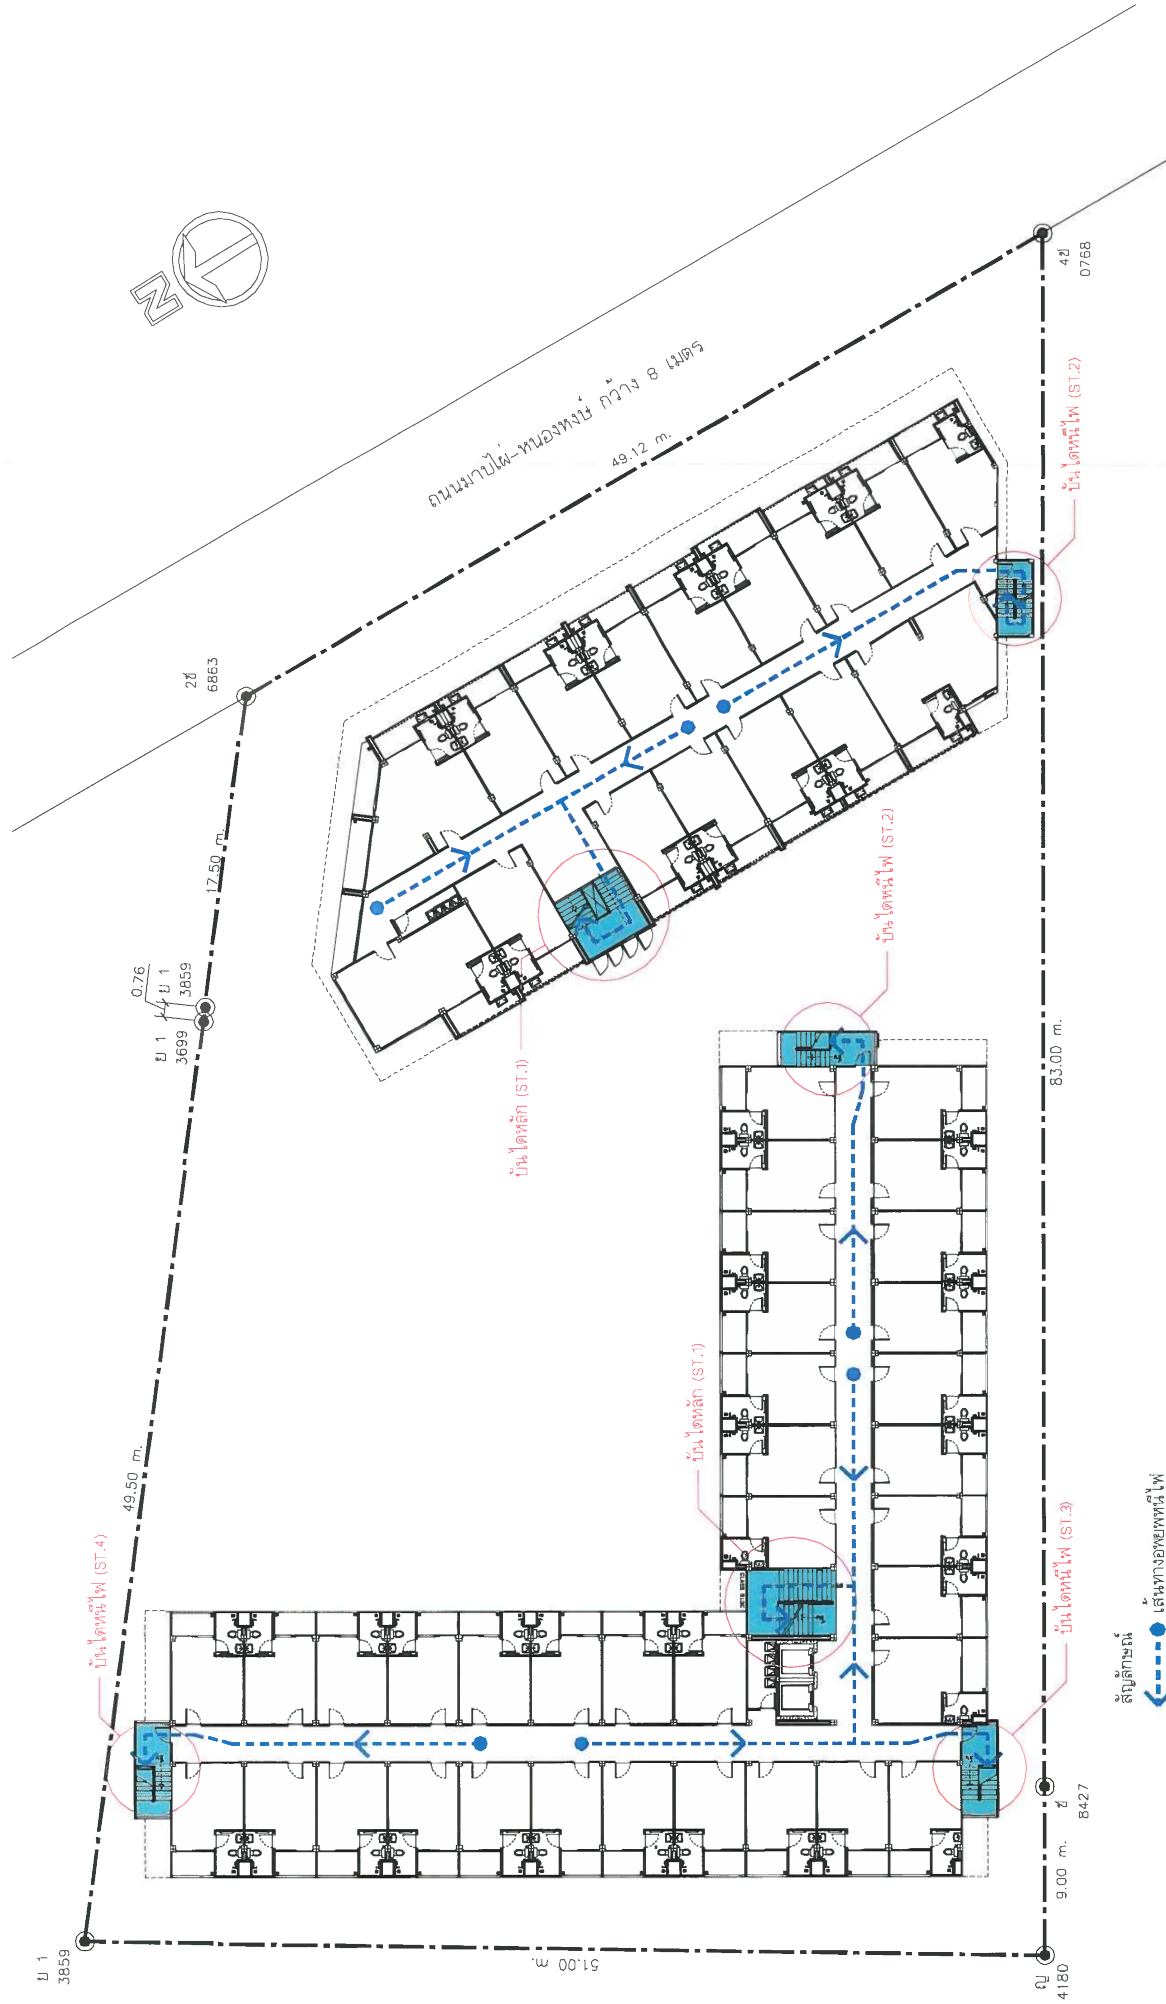 N
ถนนมาบไผ่-หนองหงษ์ กว้าง 8 เมตร
49.12 m.
4ป
0768
2ป
6863
17.50 m.
0.76
ย 1
3859
ย 1
3699
49.50 m.
บันไดหนีไฟ (ST.2)
บันไดหลัก (ST.1)
บันไดหนีไฟ (ST.2)
83.00 m.
บันไดหลัก (ST.1)
บันไดหนีไฟ (ST.4)
บันไดหนีไฟ (ST.3)
8427
9.00 m.
51.00 m.
ย 1
3859
4180
สัญลักษณ์
เส้นทางอพยพหนีไฟ